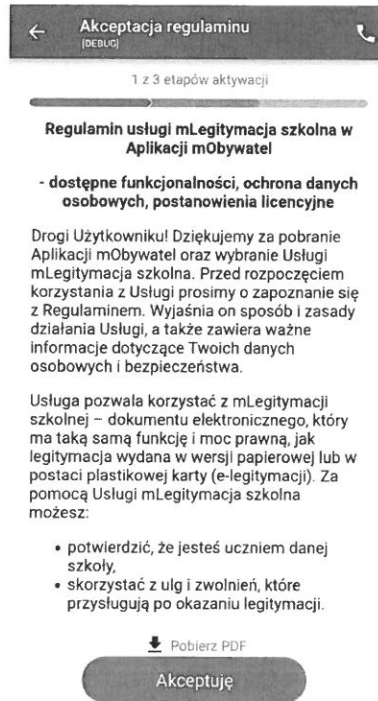 Akceptacja regulaminu
[DEBUG]
1 z 3 etapów aktywacji
Regulamin usługi mLegitymacja szkolna w
Aplikacji mObywatel
- dostępne funkcjonalności, ochrona danych
osobowych, postanowienia licencyjne
Drogi Użytkowniku! Dziękujemy za pobranie
Aplikacji mObywatel oraz wybranie Usługi
mLegitymacja szkolna. Przed rozpoczęciem
korzystania z Usługi prosimy o zapoznanie się
z Regulaminem. Wyjaśnia on sposób i zasady
działania Usługi, a także zawiera ważne
informacje dotyczące Twoich danych
osobowych i bezpieczeństwa.
Usługa pozwala korzystać z mLegitymacji
szkolnej – dokumentu elektronicznego, który
ma taką samą funkcję i moc prawną, jak
legitymacja wydana w wersji papierowej lub w
postaci plastikowej karty (e-legitymacji). Za
pomocą Usługi mLegitymacja szkolna
możesz:
• potwierdzić, że jesteś uczniem danej
szkoły,
• skorzystać z ulg i zwolnień, które
przysługują po okazaniu legitymacji.
Pobierz PDF
Akceptuję